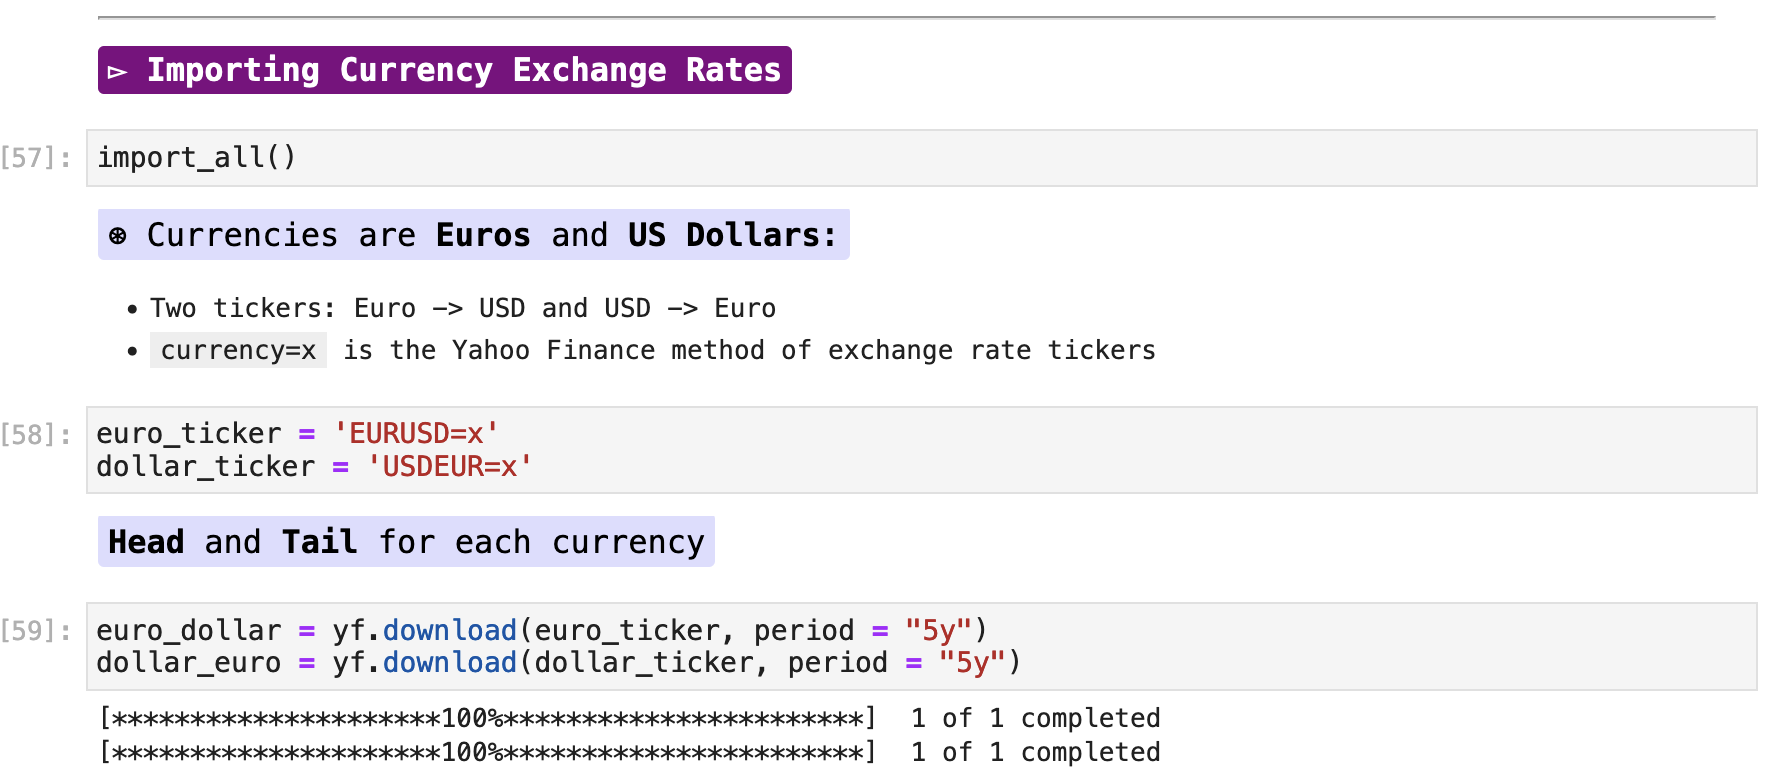 ▻ Importing Currency Exchange Rates
[57]: import_all()
⊛ Currencies are Euros and US Dollars:
• Two tickers: Euro –> USD and USD –> Euro
• currency=x is the Yahoo Finance method of exchange rate tickers
[58]: euro_ticker = 'EURUSD=x'
dollar_ticker = 'USDEUR=x'
Head and Tail for each currency
[59]: euro_dollar = yf.download(euro_ticker, period = "5y")
dollar_euro = yf.download(dollar_ticker, period = "5y")
[*********************100%***********************]  1 of 1 completed
[*********************100%***********************]  1 of 1 completed